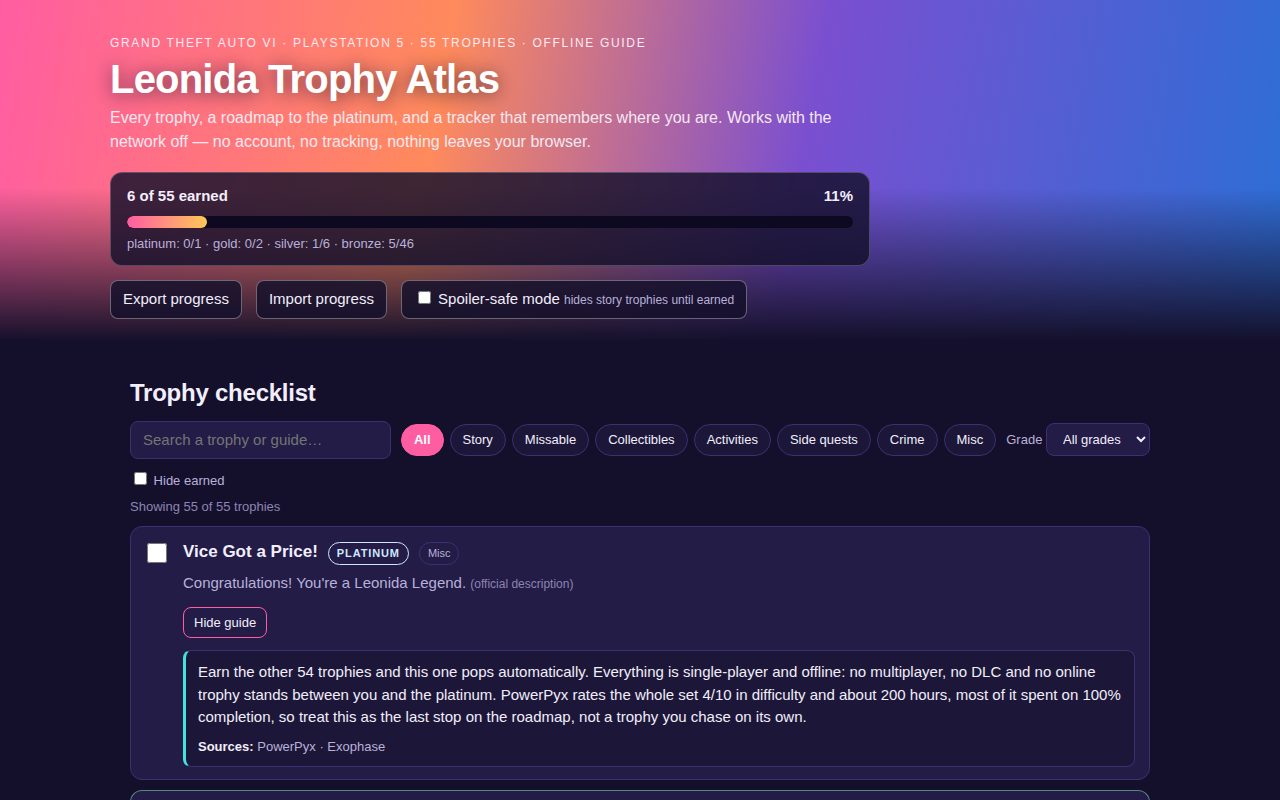 GRAND THEFT AUTO VI · PLAYSTATION 5 · 55 TROPHIES · OFFLINE GUIDE
Leonida Trophy Atlas
Every trophy, a roadmap to the platinum, and a tracker that remembers where you are. Works with the
network off — no account, no tracking, nothing leaves your browser.
6 of 55 earned 11%
platinum: 0/1 · gold: 0/2 · silver: 1/6 · bronze: 5/46
Export progress Import progress Spoiler-safe mode hides story trophies until earned
Trophy checklist
Search a trophy or guide… All Story Missable Collectibles Activities Side quests Crime Misc Grade All grades
Hide earned
Showing 55 of 55 trophies
Vice Got a Price! PLATINUM Misc
Congratulations! You're a Leonida Legend. (official description)
Hide guide
Earn the other 54 trophies and this one pops automatically. Everything is single-player and offline: no multiplayer, no DLC and no online
trophy stands between you and the platinum. PowerPyx rates the whole set 4/10 in difficulty and about 200 hours, most of it spent on 100%
completion, so treat this as the last stop on the roadmap, not a trophy you chase on its own.
Sources: PowerPyx · Exophase